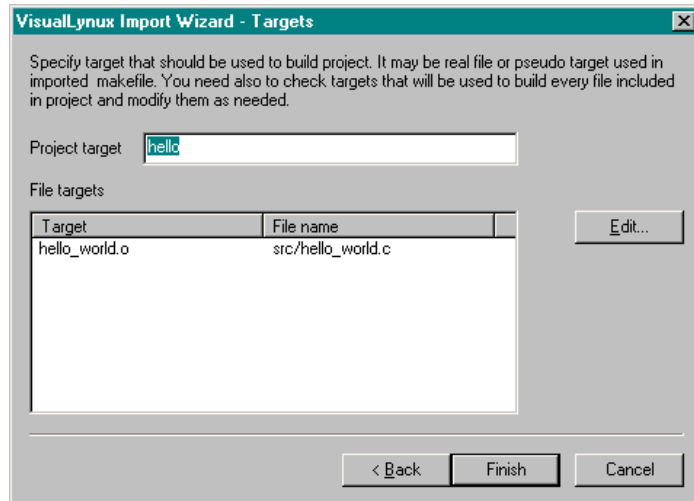 VisualLynux Import Wizard - Targets
Specify target that should be used to build project. It may be real file or pseudo target used in
imported  makefile. You need also to check targets that will be used to build every file included
in project and modify them as needed.
Project target hello
File targets
Target File name
hello_world.o src/hello_world.c
Edit...
< Back Finish Cancel